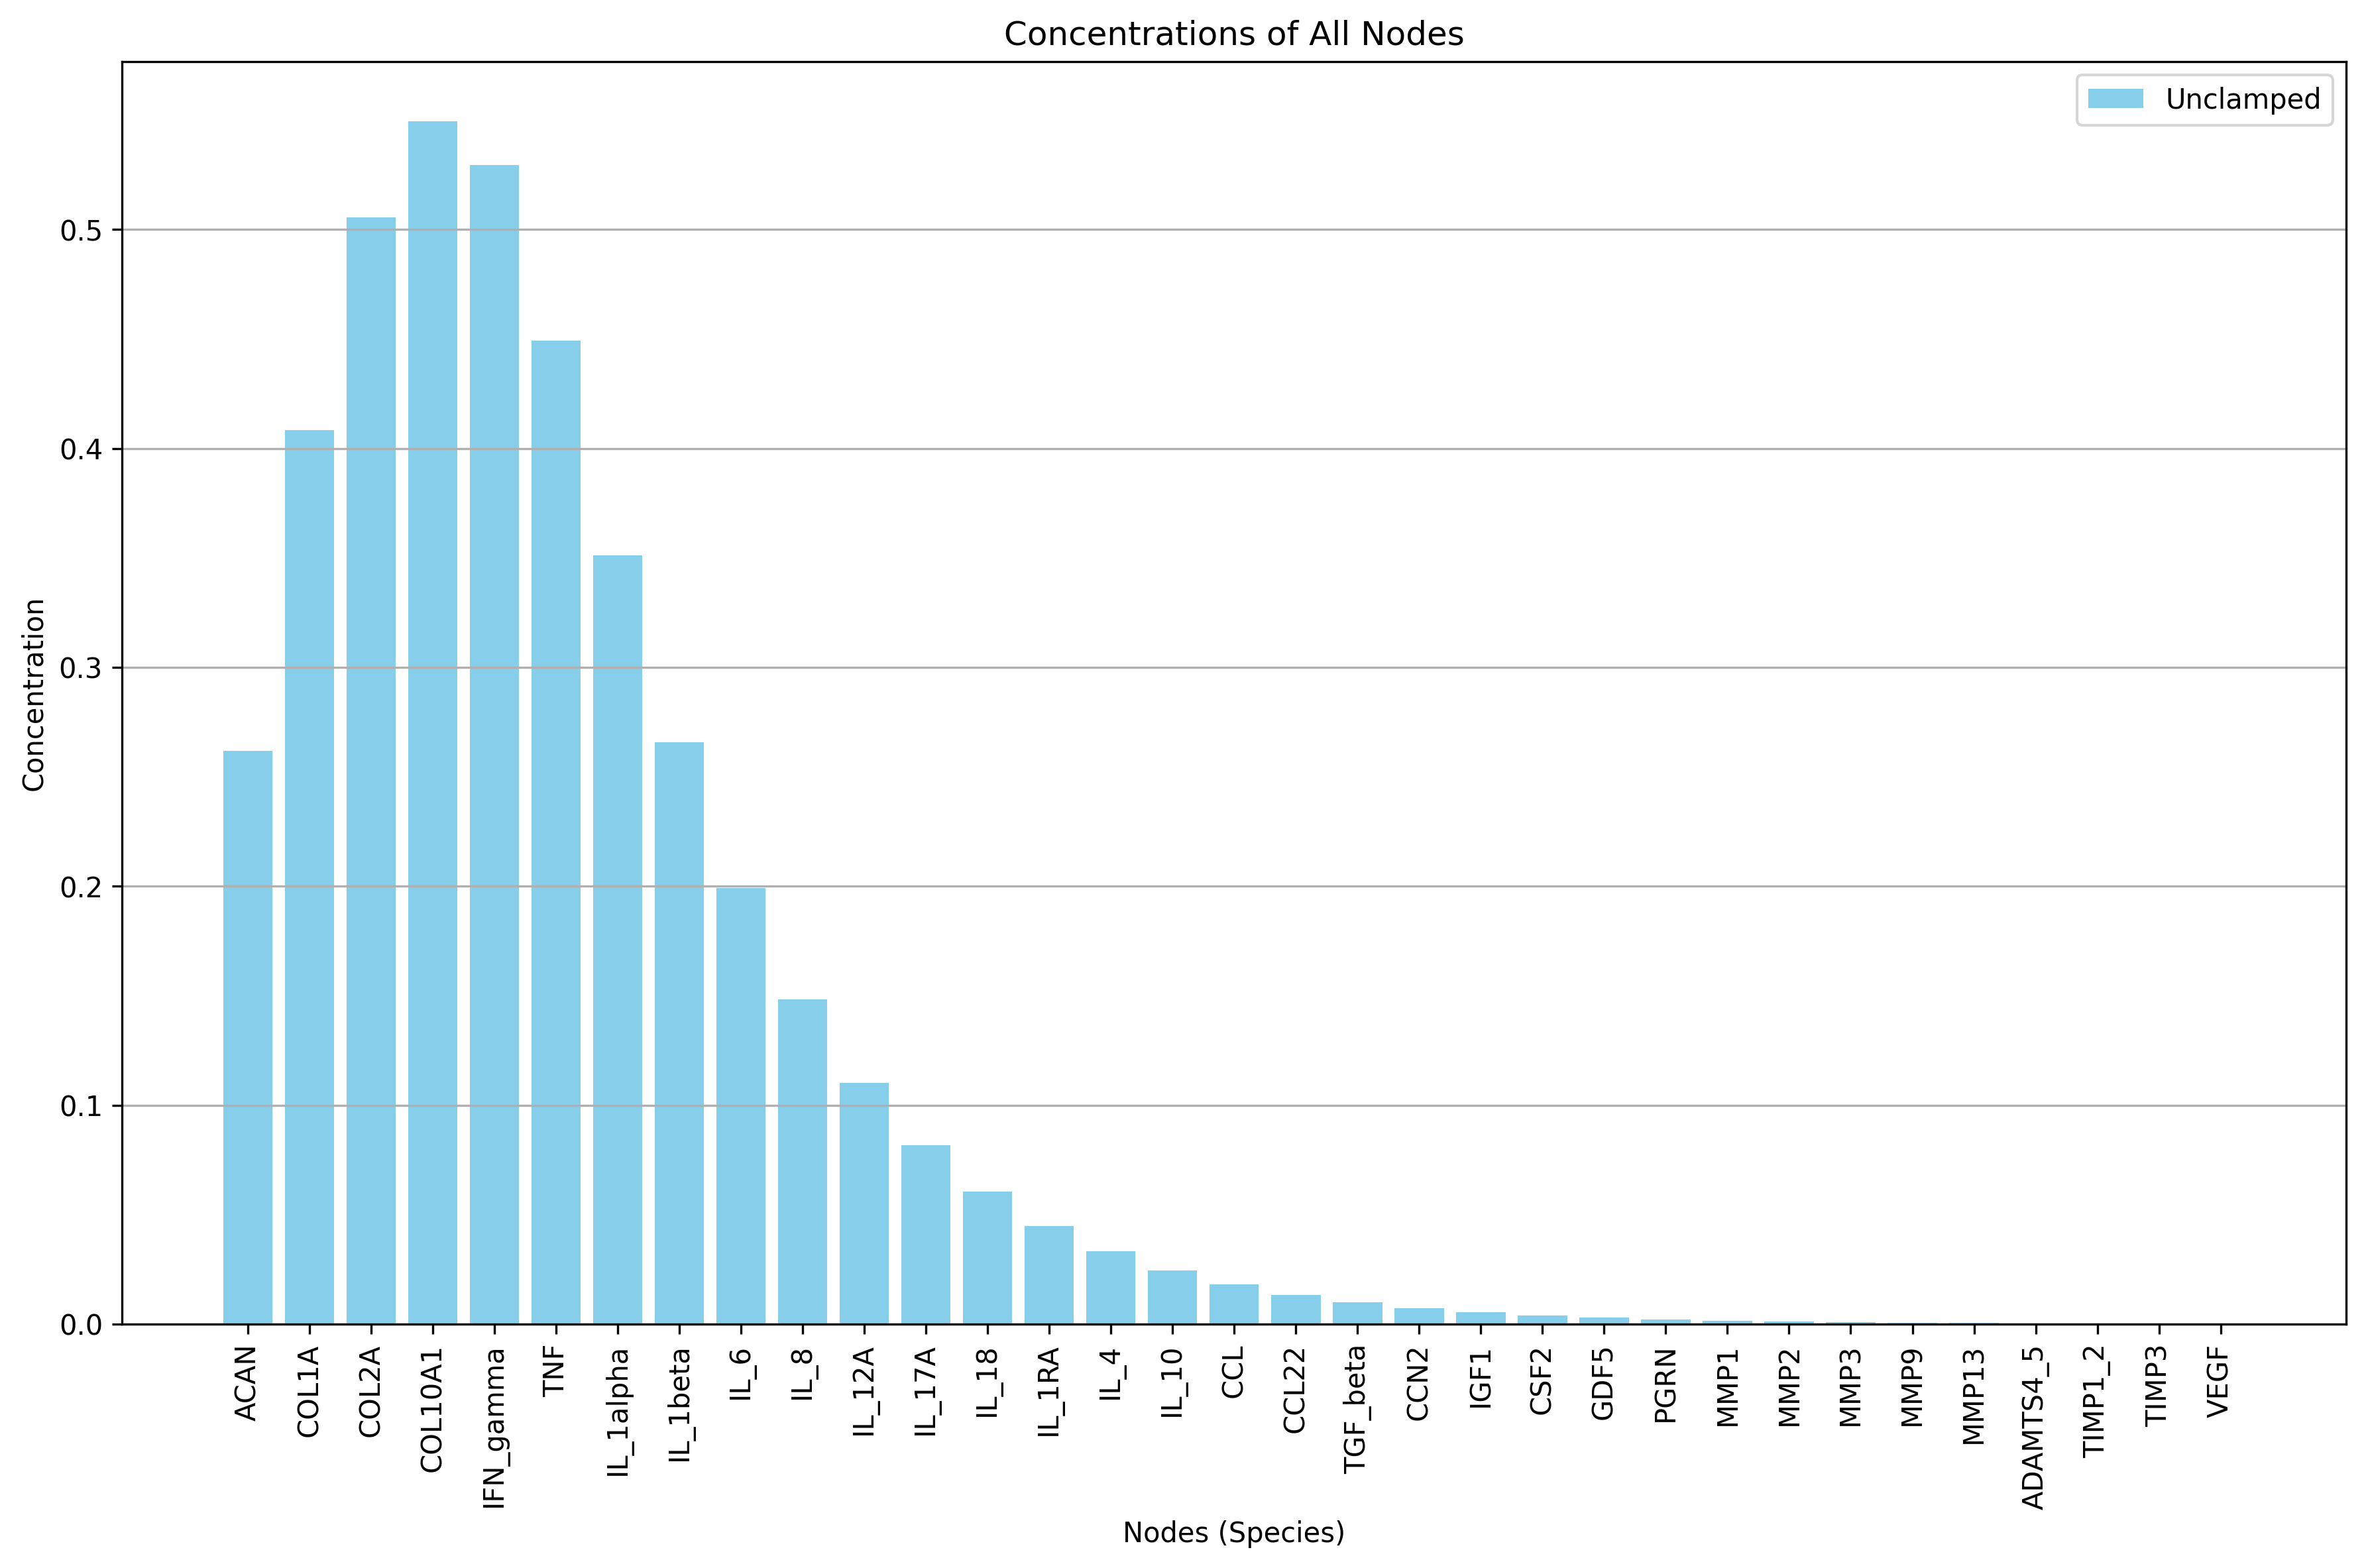 Concentrations of All Nodes
Unclamped
Concentration
0.5
0.4
0.3
0.2
0.1
0.0
ACAN
COL1A
COL2A
COL10A1
IFN_gamma
TNF
IL_1alpha
IL_1beta
IL_6
IL_8
IL_12A
IL_17A
IL_18
IL_1RA
IL_4
IL_10
CCL
CCL22
TGF_beta
CCN2
IGF1
CSF2
GDF5
PGRN
MMP1
MMP2
MMP3
MMP9
MMP13
ADAMTS4_5
TIMP1_2
TIMP3
VEGF
Nodes (Species)